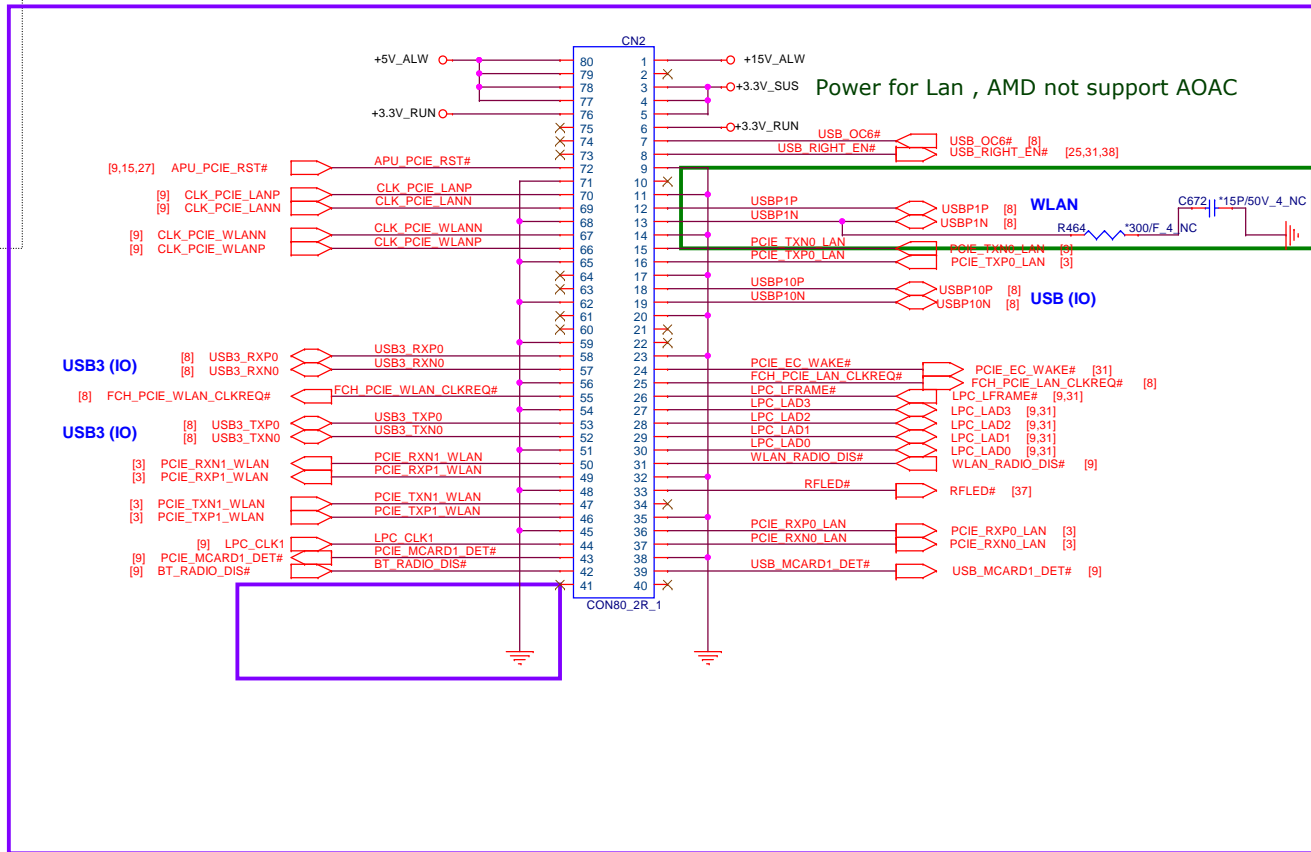 CN2
+5V_ALW 80 1 +15V_ALW
79 2
78 3 +3.3V_SUS Power for Lan , AMD not support AOAC
77 4
+3.3V_RUN 76 5
75 6 +3.3V_RUN
74 7 USB_OC6# USB_OC6# [8]
73 8 USB_RIGHT_EN# USB_RIGHT_EN# [25,31,38]
[9,15,27] APU_PCIE_RST# APU_PCIE_RST# 72 9
71 10
[9] CLK_PCIE_LANP CLK_PCIE_LANP 70 11
[9] CLK_PCIE_LANN CLK_PCIE_LANN 69 12 USBP1P USBP1P [8] WLAN C672 *15P/50V_4_NC
68 13 USBP1N USBP1N [8]
[9] CLK_PCIE_WLANN CLK_PCIE_WLANN 67 14 R464 *300/F_4_NC
[9] CLK_PCIE_WLANP CLK_PCIE_WLANP 66 15 PCIE_TXN0_LAN PCIE_TXN0_LAN [3]
65 16 PCIE_TXP0_LAN PCIE_TXP0_LAN [3]
64 17
63 18 USBP10P USBP10P [8]
62 19 USBP10N USBP10N [8] USB (IO)
61 20
60 21
59 22
USB3 (IO) [8] USB3_RXP0 USB3_RXP0 58 23
[8] USB3_RXN0 USB3_RXN0 57 24 PCIE_EC_WAKE# PCIE_EC_WAKE# [31]
56 25 FCH_PCIE_LAN_CLKREQ# FCH_PCIE_LAN_CLKREQ# [8]
[8] FCH_PCIE_WLAN_CLKREQ# FCH_PCIE_WLAN_CLKREQ# 55 26 LPC_LFRAME# LPC_LFRAME# [9,31]
54 27 LPC_LAD3 LPC_LAD3 [9,31]
USB3 (IO) [8] USB3_TXP0 USB3_TXP0 53 28 LPC_LAD2 LPC_LAD2 [9,31]
[8] USB3_TXN0 USB3_TXN0 52 29 LPC_LAD1 LPC_LAD1 [9,31]
51 30 LPC_LAD0 LPC_LAD0 [9,31]
[3] PCIE_RXN1_WLAN PCIE_RXN1_WLAN 50 31 WLAN_RADIO_DIS# WLAN_RADIO_DIS# [9]
[3] PCIE_RXP1_WLAN PCIE_RXP1_WLAN 49 32
48 33 RFLED# RFLED# [37]
[3] PCIE_TXN1_WLAN PCIE_TXN1_WLAN 47 34
[3] PCIE_TXP1_WLAN PCIE_TXP1_WLAN 46 35
45 36 PCIE_RXP0_LAN PCIE_RXP0_LAN [3]
[9] LPC_CLK1 LPC_CLK1 44 37 PCIE_RXN0_LAN PCIE_RXN0_LAN [3]
[9] PCIE_MCARD1_DET# PCIE_MCARD1_DET# 43 38
[9] BT_RADIO_DIS# BT_RADIO_DIS# 42 39 USB_MCARD1_DET# USB_MCARD1_DET# [9]
41 40
CON80_2R_1